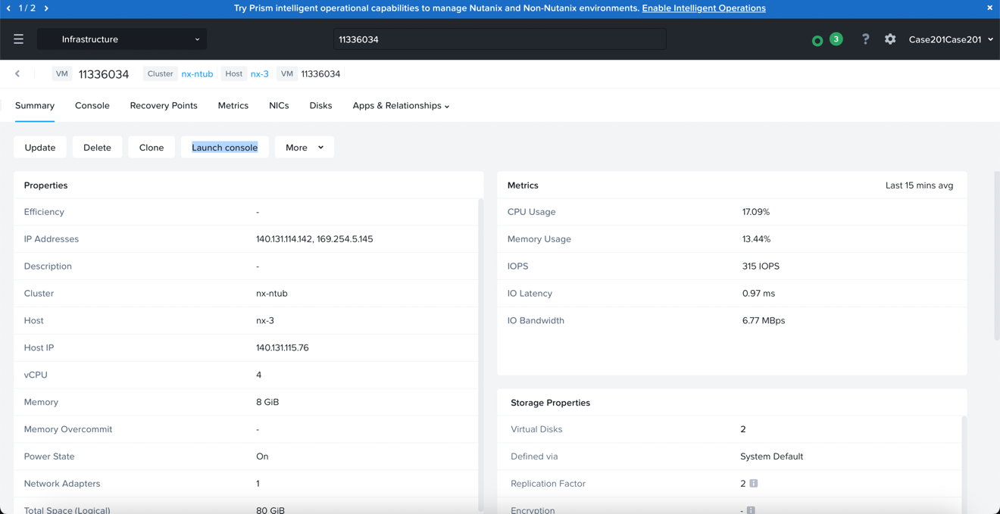 1 / 2 Try Prism intelligent operational capabilities to manage Nutanix and Non-Nutanix environments. Enable Intelligent Operations ×
Infrastructure 11336034 3 ? Case201Case201
VM 11336034 Cluster nx-ntub Host nx-3 VM 11336034
Summary Console Recovery Points Metrics NICs Disks Apps & Relationships
Update Delete Clone Launch console More
Properties
Efficiency -
IP Addresses 140.131.114.142, 169.254.5.145
Description -
Cluster nx-ntub
Host nx-3
Host IP 140.131.115.76
vCPU 4
Memory 8 GiB
Memory Overcommit -
Power State On
Network Adapters 1
Total Space (Logical) 80 GiB
Metrics Last 15 mins avg
CPU Usage 17.09%
Memory Usage 13.44%
IOPS 315 IOPS
IO Latency 0.97 ms
IO Bandwidth 6.77 MBps
Storage Properties
Virtual Disks 2
Defined via System Default
Replication Factor 2
Encryption -